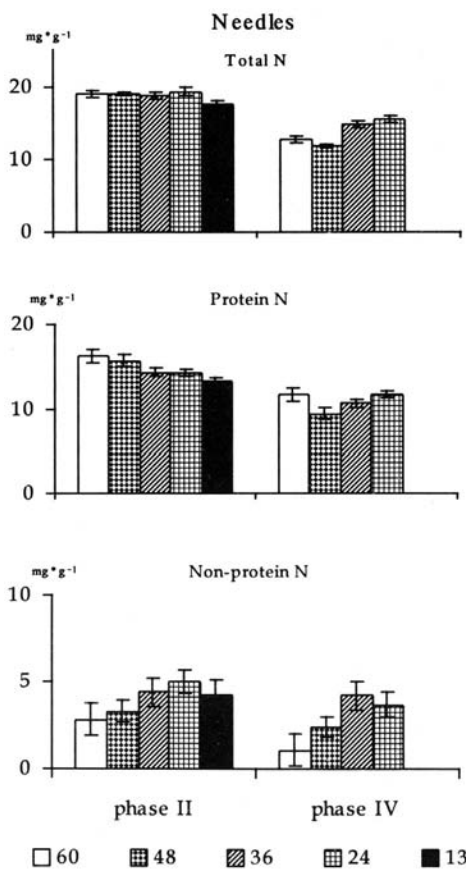 Needles
mg*g⁻¹
Total N
20
10
0
mg*g⁻¹
Protein N
20
10
0
mg*g⁻¹
Non-protein N
10
5
0
phase II phase IV
60 48 36 24 13